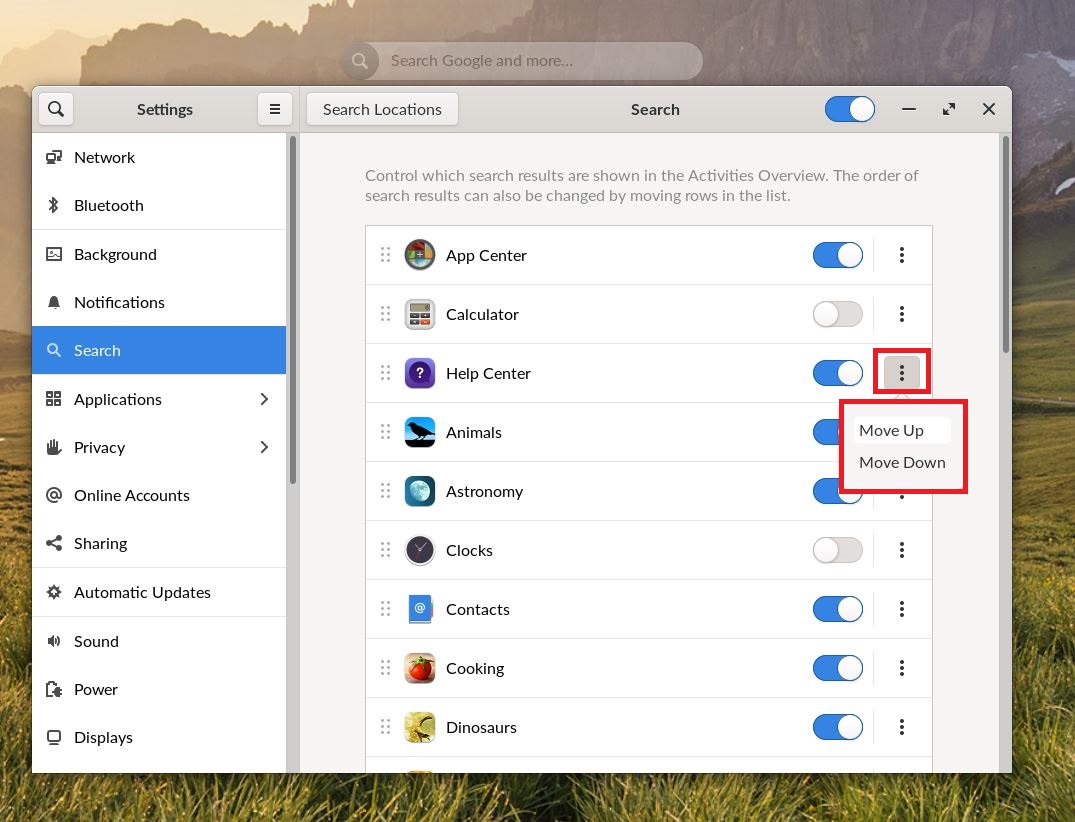 Search Google and more...
Settings
Search Locations
Search
Network
Bluetooth
Background
Notifications
Search
Applications
Privacy
Online Accounts
Sharing
Automatic Updates
Sound
Power
Displays
Control which search results are shown in the Activities Overview. The order of
search results can also be changed by moving rows in the list.
App Center
Calculator
Help Center
Move Up
Move Down
Animals
Astronomy
Clocks
Contacts
Cooking
Dinosaurs